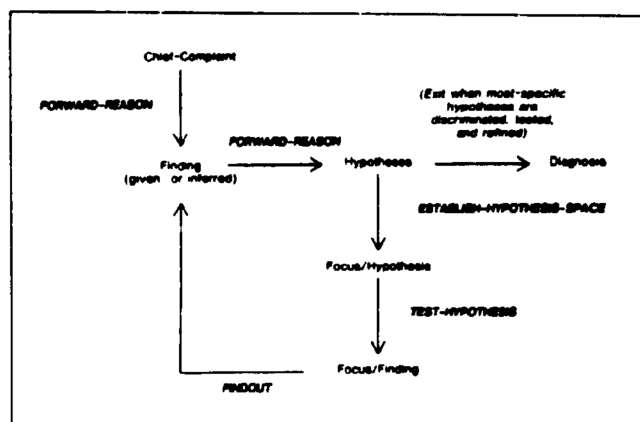 Chief-Complaint
FORWARD-REASON
(Exit when most-specific
hypotheses are
discriminated, tested,
and refined)
FORWARD-REASON
Finding
(given or inferred)
Hypotheses
Diagnosis
ESTABLISH-HYPOTHESIS-SPACE
Focus/Hypothesis
TEST-HYPOTHESIS
Focus/Finding
FINDOUT